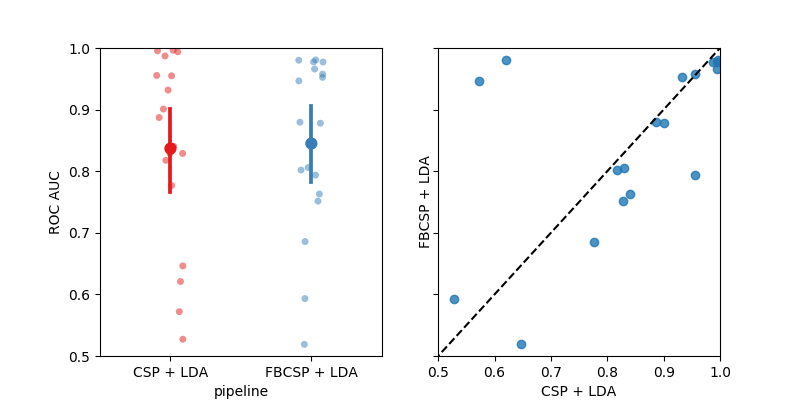 ROC AUC
1.0
0.9
0.8
0.7
0.6
0.5
CSP + LDA
FBCSP + LDA
pipeline
FBCSP + LDA
0.5
0.6
0.7
0.8
0.9
1.0
CSP + LDA